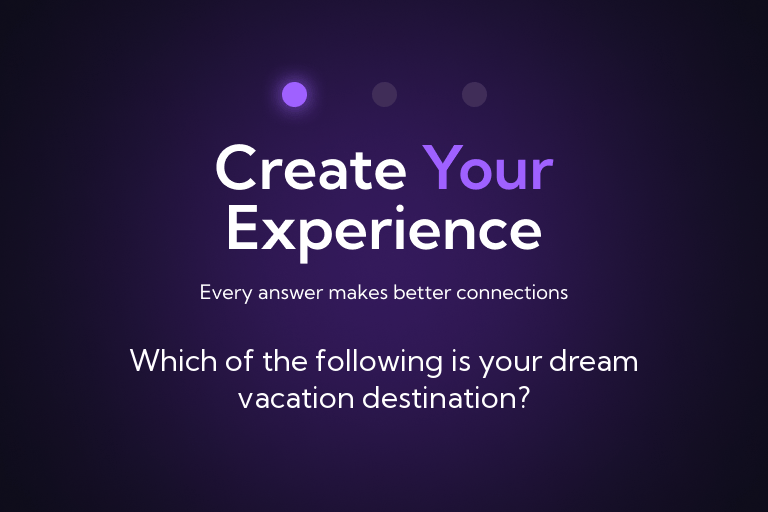 Create Your
Experience
Every answer makes better connections
Which of the following is your dream
vacation destination?